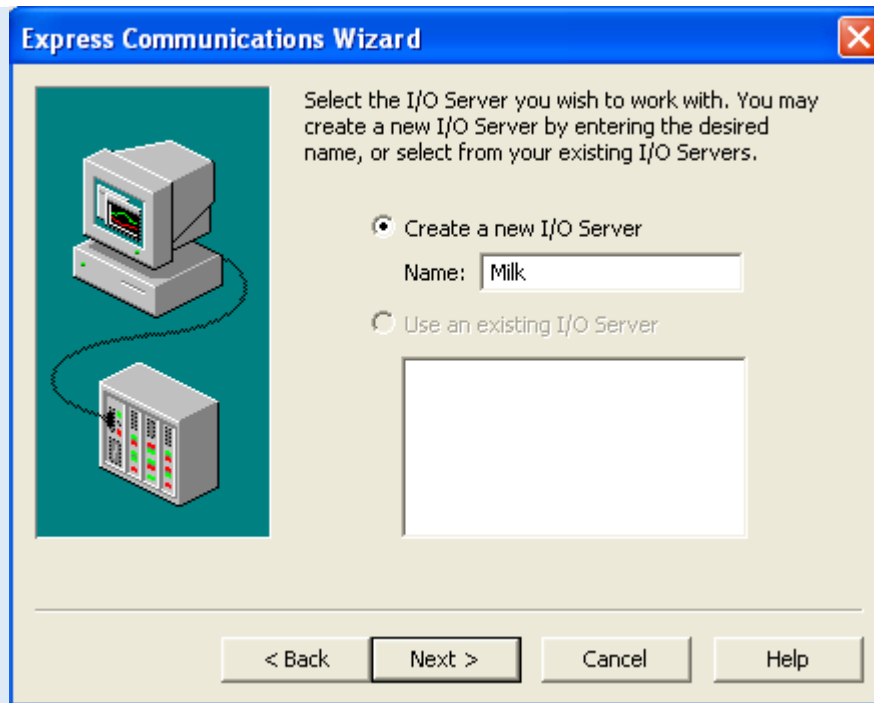 Express Communications Wizard
Select the I/O Server you wish to work with. You may
create a new I/O Server by entering the desired
name, or select from your existing I/O Servers.
Create a new I/O Server
Name: Milk
Use an existing I/O Server
< Back Next > Cancel Help